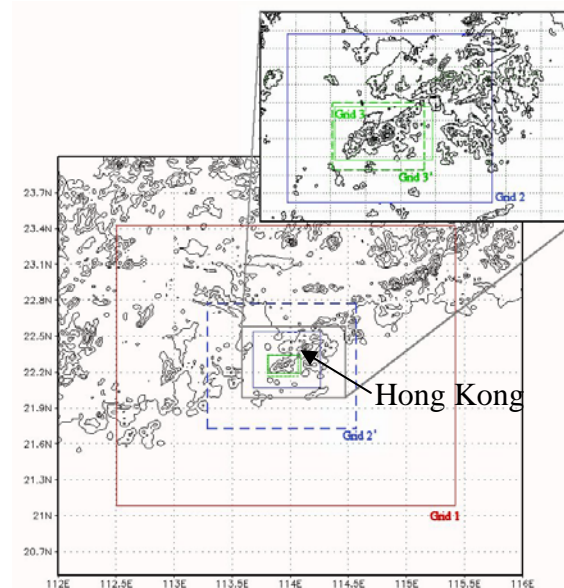 Grid 3
Grid 3'
Grid 2
23.7N
23.4N
23.1N
22.8N
22.5N
22.2N
21.9N
21.6N
21.3N
21N
20.7N
Hong Kong
Grid 2'
Grid 1
112E 112.5E 113E 113.5E 114E 114.5E 115E 115.5E 116E